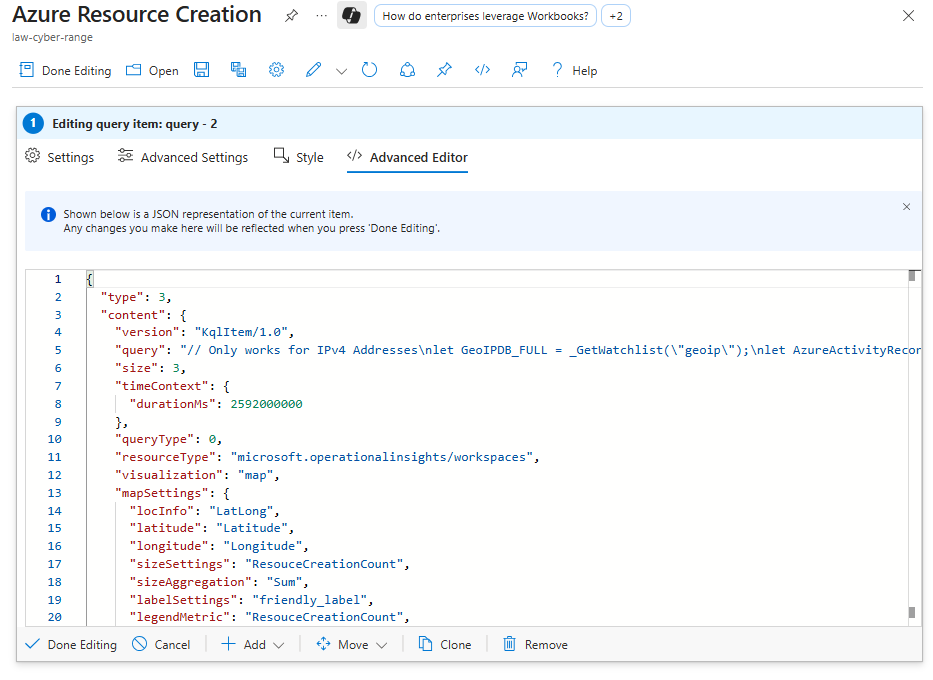 Azure Resource Creation
How do enterprises leverage Workbooks?
+2
law-cyber-range
Done Editing
Open
Help
1 Editing query item: query - 2
Settings
Advanced Settings
Style
Advanced Editor
Shown below is a JSON representation of the current item.
Any changes you make here will be reflected when you press 'Done Editing'.
1 {
2 "type": 3,
3 "content": {
4 "version": "KqlItem/1.0",
5 "query": "// Only works for IPv4 Addresses\nlet GeoIPDB_FULL = _GetWatchlist(\"geoip\");\nlet AzureActivityRecor
6 "size": 3,
7 "timeContext": {
8 "durationMs": 2592000000
9 },
10 "queryType": 0,
11 "resourceType": "microsoft.operationalinsights/workspaces",
12 "visualization": "map",
13 "mapSettings": {
14 "locInfo": "LatLong",
15 "latitude": "Latitude",
16 "longitude": "Longitude",
17 "sizeSettings": "ResouceCreationCount",
18 "sizeAggregation": "Sum",
19 "labelSettings": "friendly_label",
20 "legendMetric": "ResouceCreationCount",
Done Editing
Cancel
Add
Move
Clone
Remove